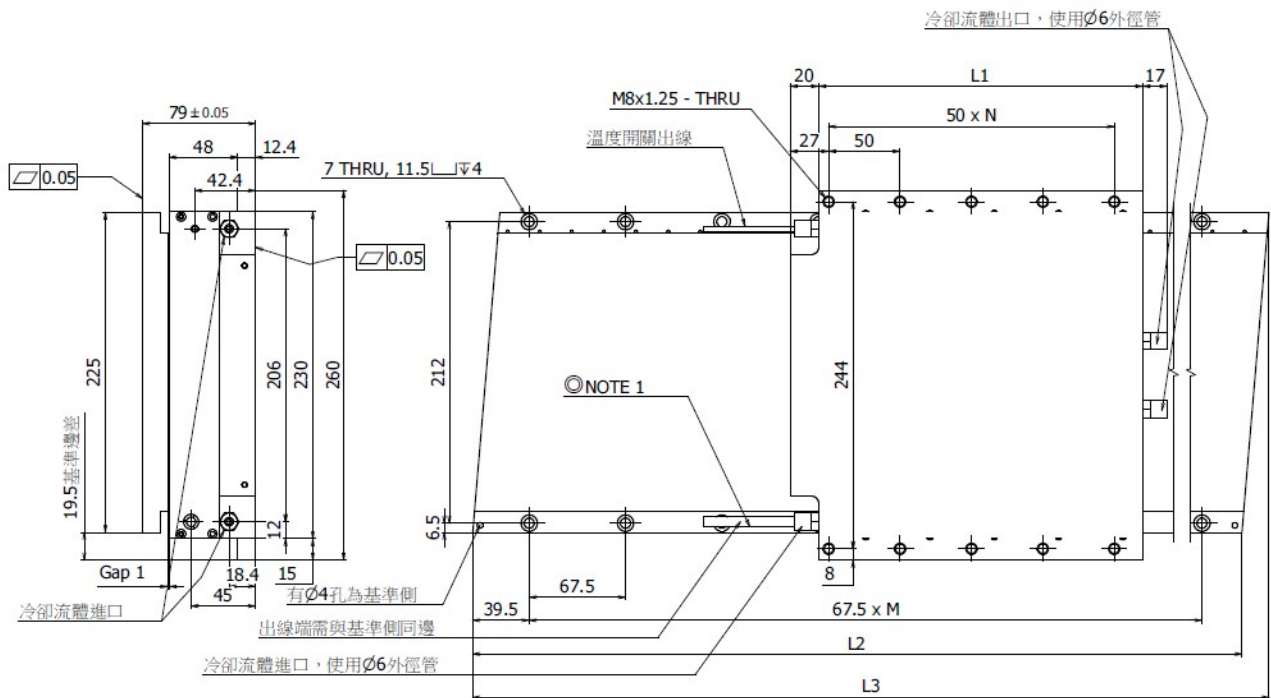 冷卻流體出口，使用Ø6外徑管
20
L1
17
79 ± 0.05
M8x1.25 - THRU
50 x N
48
12.4
溫度開關出線
27
50
0.05
42.4
7 THRU, 11.5⌴↧4
0.05
225
206
230
260
212
244
◎NOTE 1
19.5基準邊差
12
6.5
Gap 1
18.4
15
8
45
有Ø4孔為基準側
67.5
冷卻流體進口
39.5
67.5 x M
出線端需與基準側同邊
L2
冷卻流體進口，使用Ø6外徑管
L3